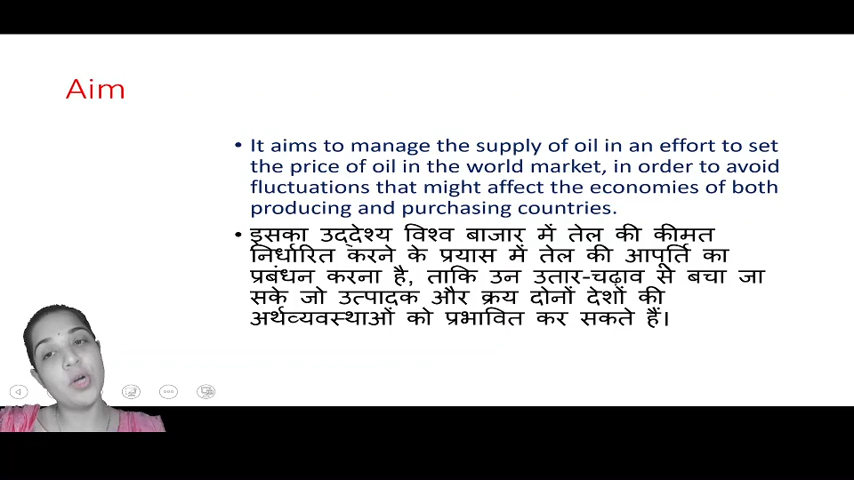 Aim
• It aims to manage the supply of oil in an effort to set
the price of oil in the world market, in order to avoid
fluctuations that might affect the economies of both
producing and purchasing countries.
• इसका उद्देश्य विश्व बाजार में तेल की कीमत
निर्धारित करने के प्रयास में तेल की आपूर्ति का
प्रबंधन करना है, ताकि उन उतार-चढ़ाव से बचा जा
सके जो उत्पादक और क्रय दोनों देशों की
अर्थव्यवस्थाओं को प्रभावित कर सकते हैं।